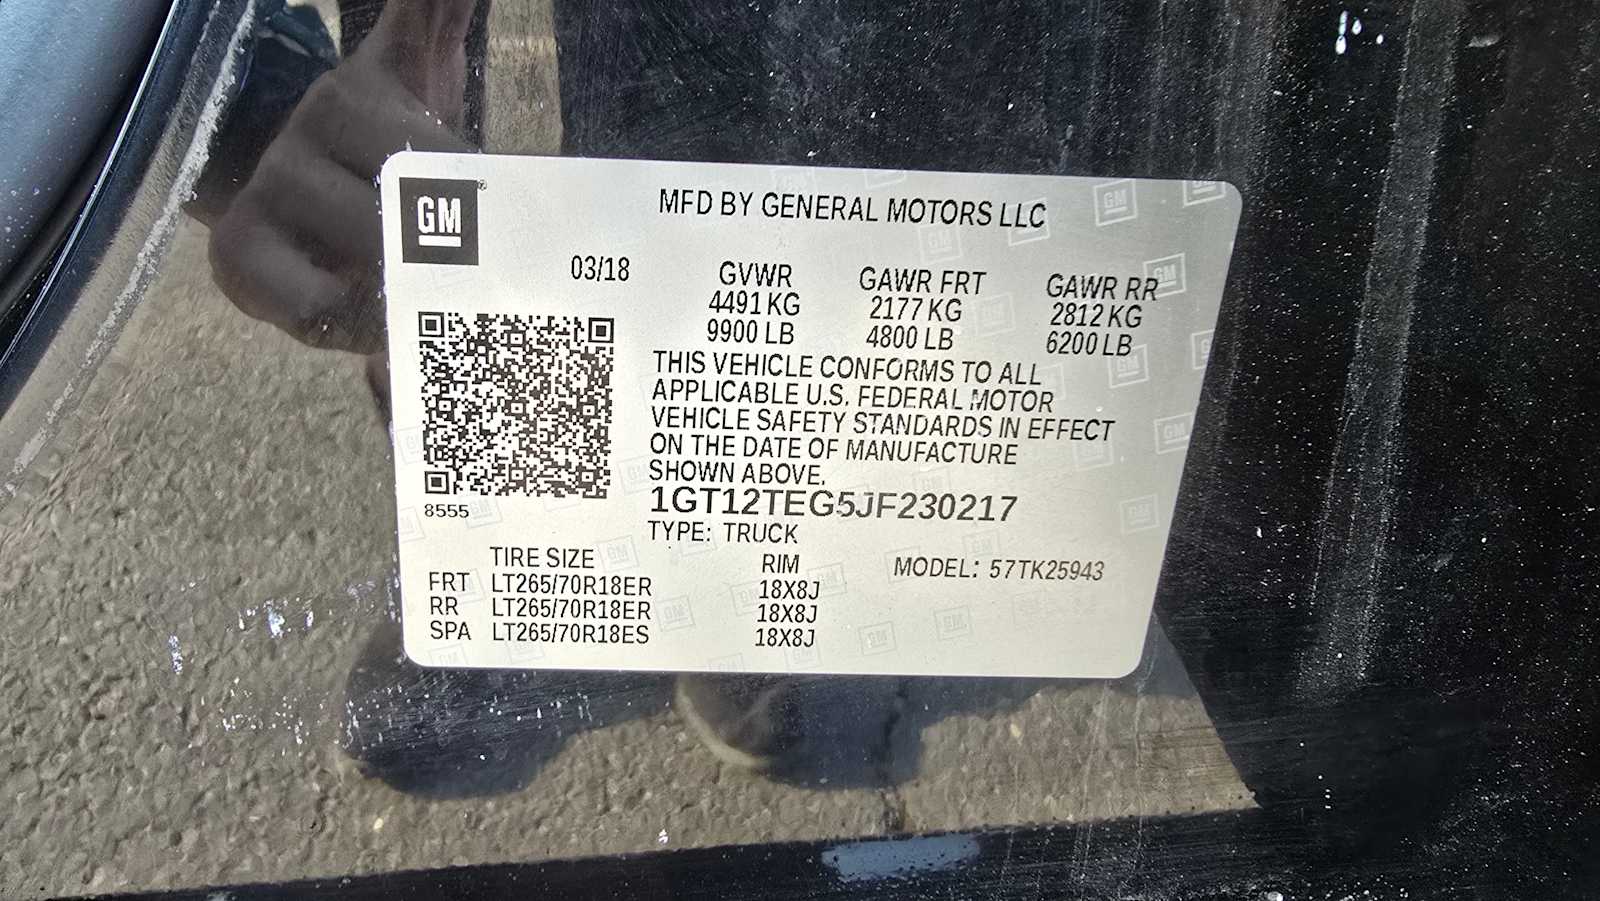 GM
MFD BY GENERAL MOTORS LLC
03/18 GVWR GAWR FRT GAWR RR
4491 KG 2177 KG 2812 KG
9900 LB 4800 LB 6200 LB
THIS VEHICLE CONFORMS TO ALL
APPLICABLE U.S. FEDERAL MOTOR
VEHICLE SAFETY STANDARDS IN EFFECT
ON THE DATE OF MANUFACTURE
SHOWN ABOVE.
8555
1GT12TEG5JF230217
TYPE: TRUCK
TIRE SIZE RIM MODEL: 57TK25943
FRT LT265/70R18ER 18X8J
RR LT265/70R18ER 18X8J
SPA LT265/70R18ES 18X8J